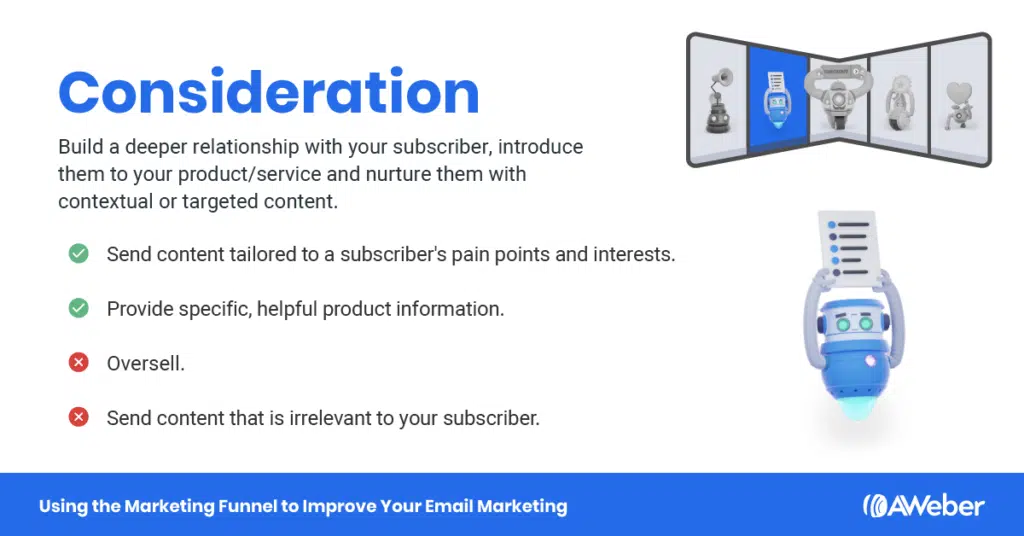 Consideration
Build a deeper relationship with your subscriber, introduce
them to your product/service and nurture them with
contextual or targeted content.
Send content tailored to a subscriber's pain points and interests.
Provide specific, helpful product information.
Oversell.
Send content that is irrelevant to your subscriber.
Using the Marketing Funnel to Improve Your Email Marketing
AWeber